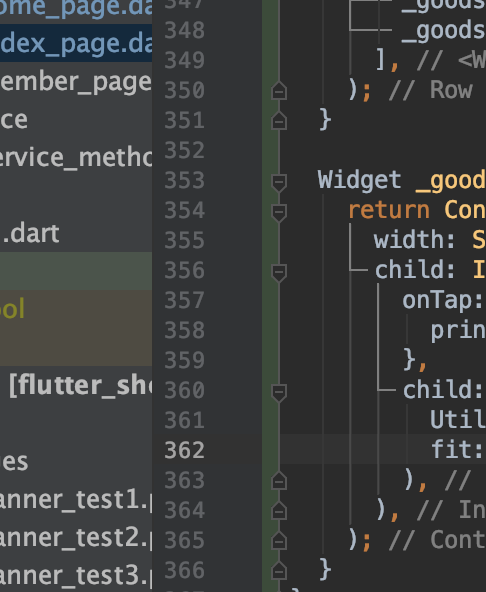 ome_page.da
dex_page.da
ember_page
ce
ervice_metho
.dart
ool
[flutter_sho
es
anner_test1.p
anner_test2.p
anner_test3.p
347 _goods
348 _goods
349 ], // <W
350 ); // Row
351 }
352
353 Widget _good
354 return Con
355 width: S
356 child: I
357 onTap:
358 prin
359 },
360 child:
361 Util
362 fit:
363 ), //
364 ), // In
365 ); // Cont
366 }